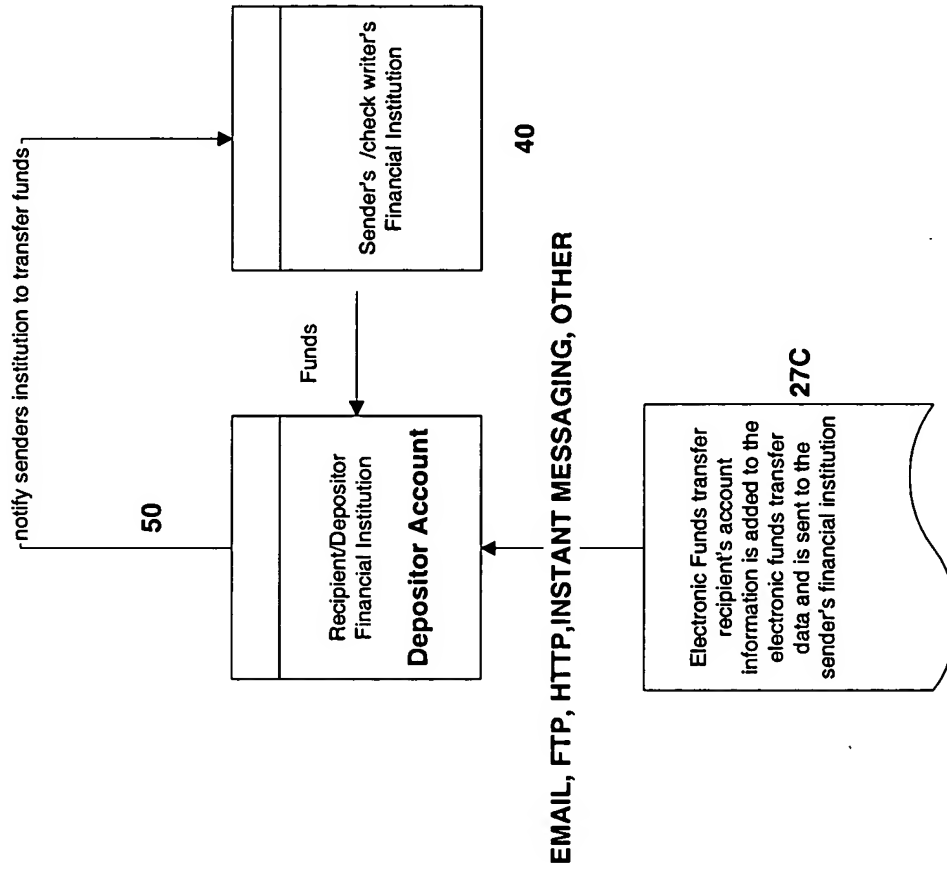 notify senders institution to transfer funds
50
Recipient/Depositor
Financial Institution
Depositor Account
Funds
Sender's /check writer's
Financial Institution
40
EMAIL, FTP, HTTP,INSTANT MESSAGING, OTHER
27C
Electronic Funds transfer
recipient's account
information is added to the
electronic funds transfer
data and is sent to the
sender's financial institution